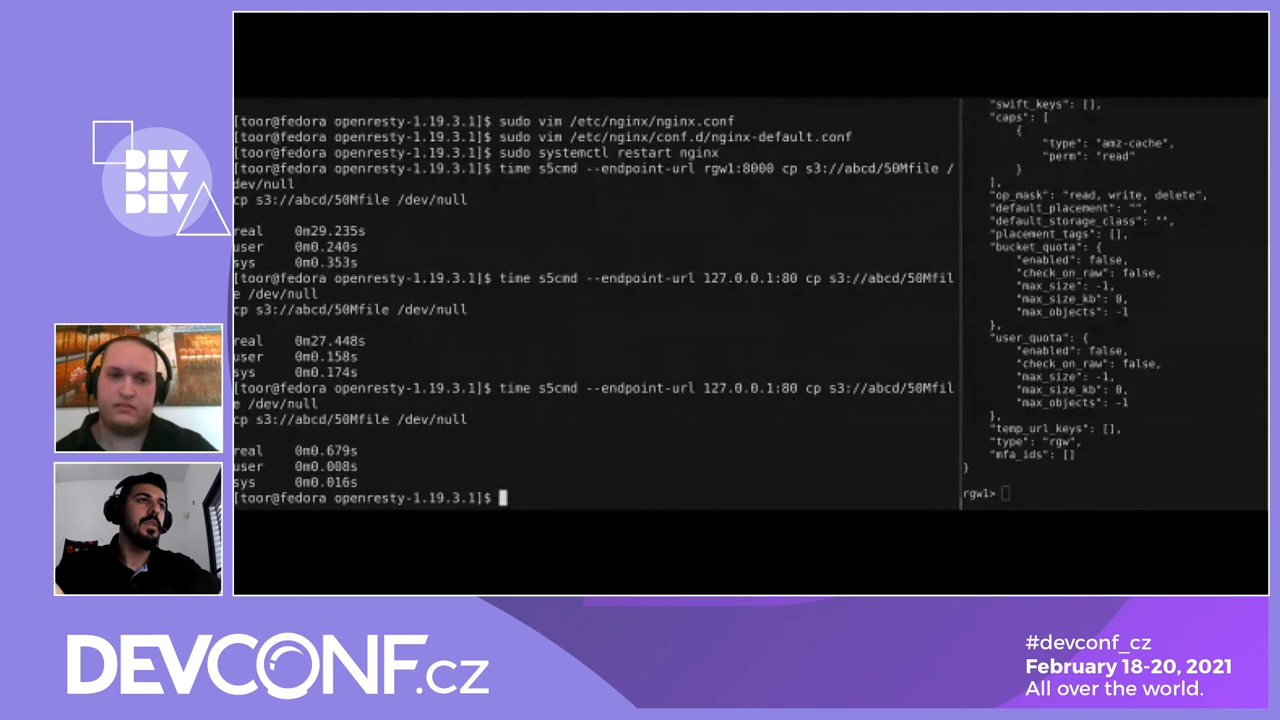 DEV
DEV
DEV
[toor@fedora openresty-1.19.3.1]$ sudo vim /etc/nginx/nginx.conf
[toor@fedora openresty-1.19.3.1]$ sudo vim /etc/nginx/conf.d/nginx-default.conf
[toor@fedora openresty-1.19.3.1]$ sudo systemctl restart nginx
[toor@fedora openresty-1.19.3.1]$ time s5cmd --endpoint-url rgw1:8000 cp s3://abcd/50Mfile /
dev/null
cp s3://abcd/50Mfile /dev/null
real 0m29.235s
user 0m0.240s
sys 0m0.353s
[toor@fedora openresty-1.19.3.1]$ time s5cmd --endpoint-url 127.0.0.1:80 cp s3://abcd/50Mfil
e /dev/null
cp s3://abcd/50Mfile /dev/null
real 0m27.448s
user 0m0.158s
sys 0m0.174s
[toor@fedora openresty-1.19.3.1]$ time s5cmd --endpoint-url 127.0.0.1:80 cp s3://abcd/50Mfil
e /dev/null
cp s3://abcd/50Mfile /dev/null
real 0m0.679s
user 0m0.008s
sys 0m0.016s
[toor@fedora openresty-1.19.3.1]$
"swift_keys": [],
"caps": [
{
"type": "amz-cache",
"perm": "read"
}
],
"op_mask": "read, write, delete",
"default_placement": "",
"default_storage_class": "",
"placement_tags": [],
"bucket_quota": {
"enabled": false,
"check_on_raw": false,
"max_size": -1,
"max_size_kb": 0,
"max_objects": -1
},
"user_quota": {
"enabled": false,
"check_on_raw": false,
"max_size": -1,
"max_size_kb": 0,
"max_objects": -1
},
"temp_url_keys": [],
"type": "rgw",
"mfa_ids": []
}
rgw1>
DEVCONF.cz
#devconf_cz
February 18-20, 2021
All over the world.